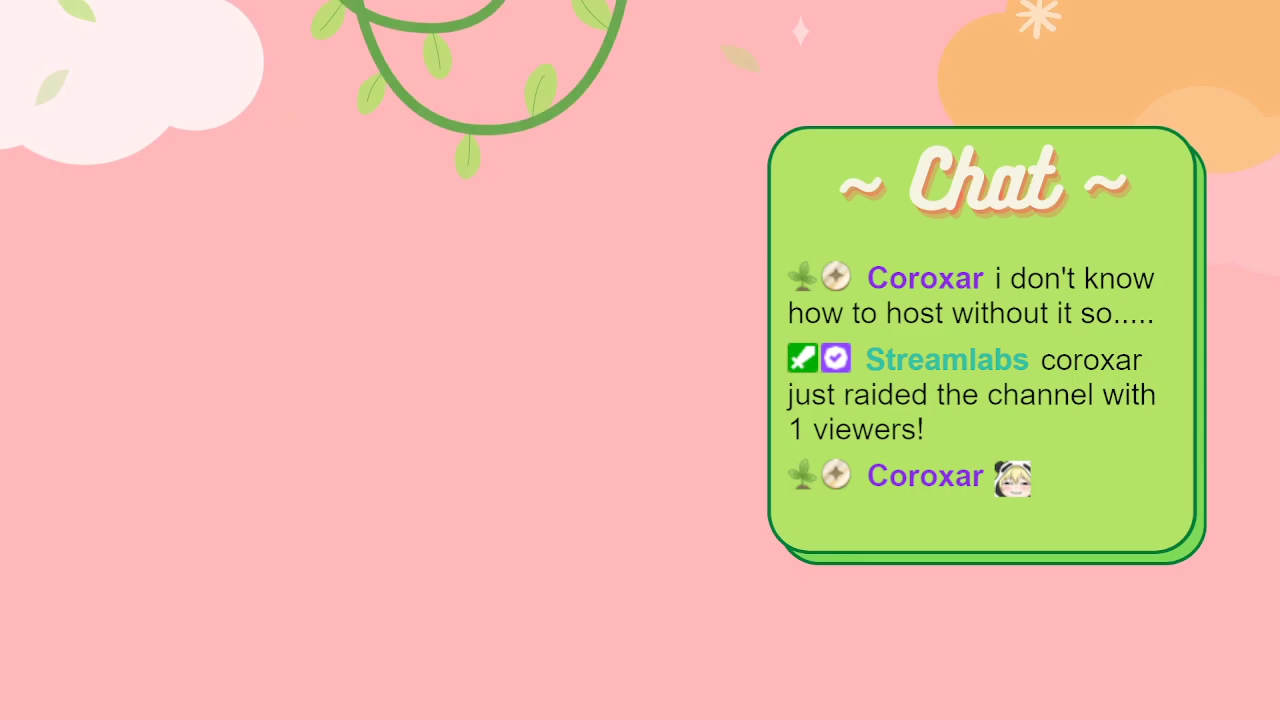 ~ Chat ~
Coroxar i don't know
how to host without it so.....
Streamlabs coroxar
just raided the channel with
1 viewers!
Coroxar